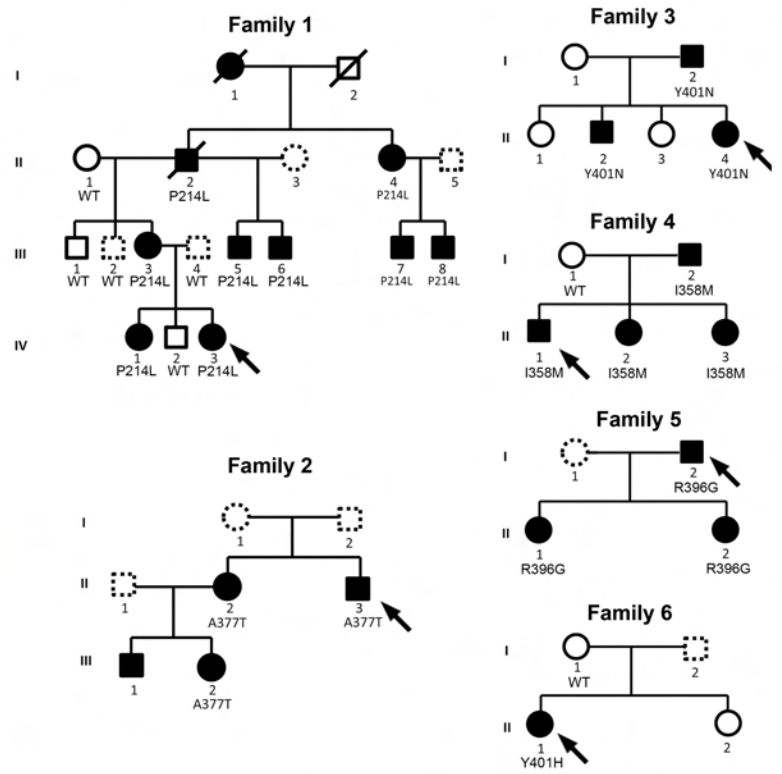 Family 1
I
1 2
II
1 2 3 4 5
WT P214L P214L
III
1 2 3 4 5 6 7 8
WT WT P214L WT P214L P214L P214L P214L
IV
1 2 3
P214L WT P214L
Family 2
I
1 2
II
1 2 3
A377T A377T
III
1 2
A377T
Family 3
I
1 2
Y401N
II
1 2 3 4
Y401N Y401N
Family 4
I
1 2
WT I358M
II
1 2 3
I358M I358M I358M
Family 5
I
1 2
R396G
II
1 2
R396G R396G
Family 6
I
1 2
WT
II
1 2
Y401H